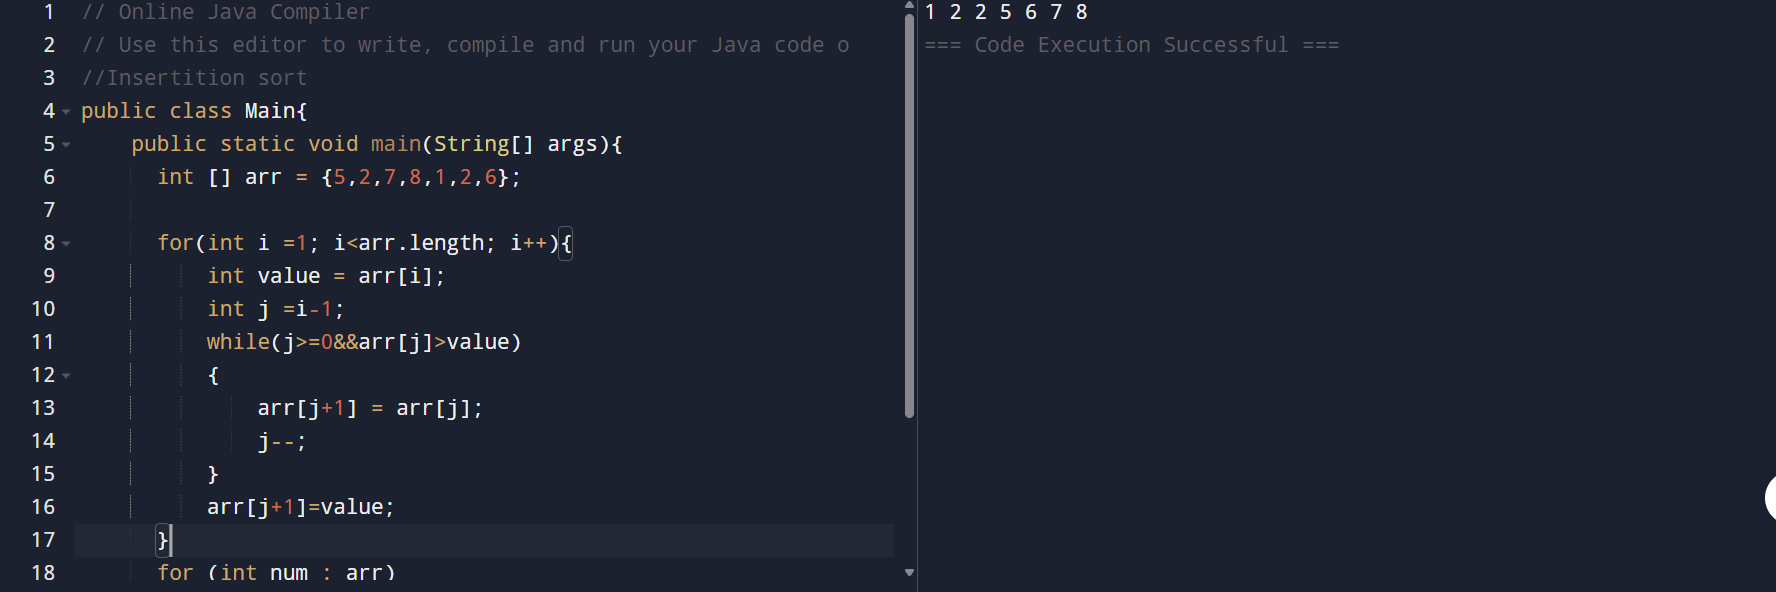 1 // Online Java Compiler
2 // Use this editor to write, compile and run your Java code o
3 //Insertition sort
4 public class Main{
5 public static void main(String[] args){
6 int [] arr = {5,2,7,8,1,2,6};
7
8 for(int i =1; i<arr.length; i++){
9 int value = arr[i];
10 int j =i-1;
11 while(j>=0&&arr[j]>value)
12 {
13 arr[j+1] = arr[j];
14 j--;
15 }
16 arr[j+1]=value;
17 }
18 for (int num : arr)
1 2 2 5 6 7 8
=== Code Execution Successful ===